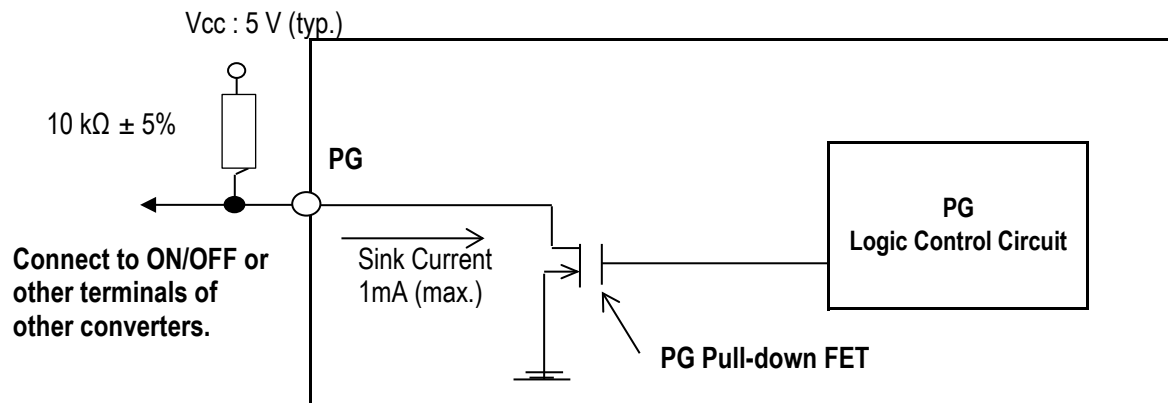 Vcc : 5 V (typ.)
10 kΩ ± 5%
PG
Connect to ON/OFF or
other terminals of
other converters.
Sink Current
1mA (max.)
PG
Logic Control Circuit
PG Pull-down FET